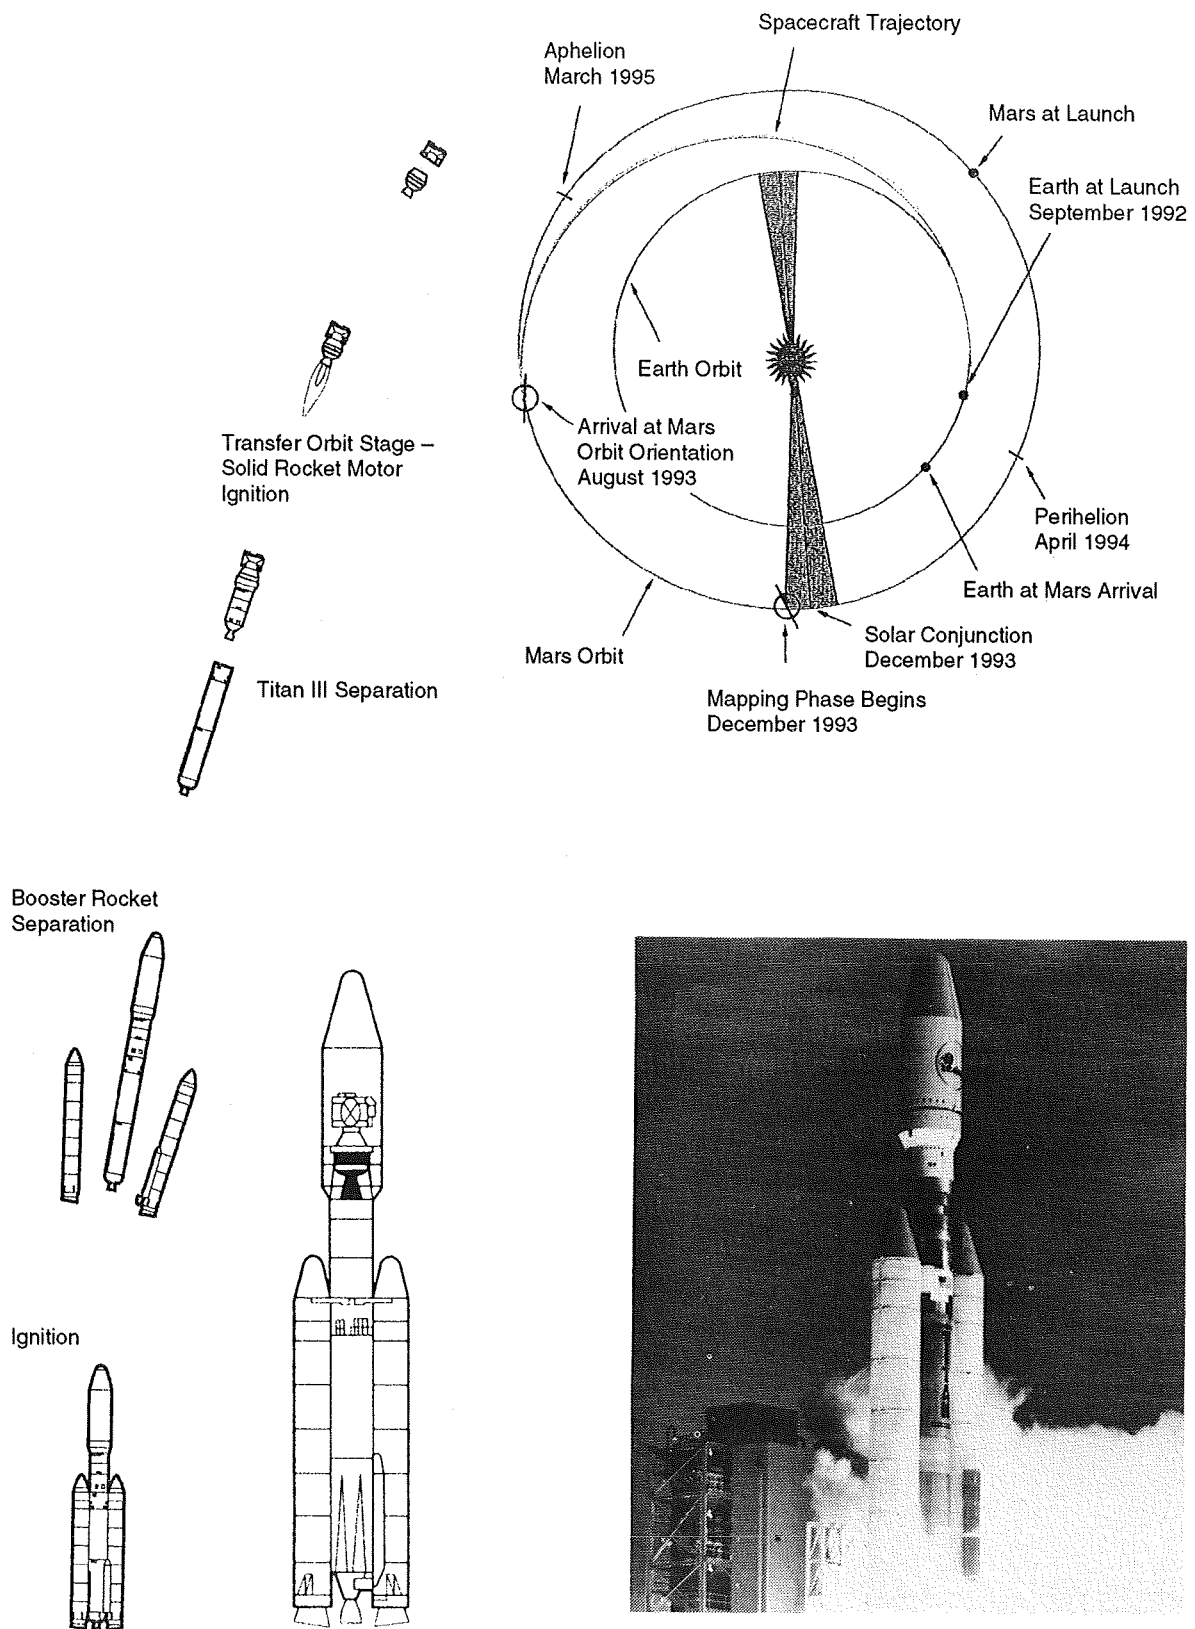 Spacecraft Trajectory
Aphelion
March 1995
Mars at Launch
Earth at Launch
September 1992
Earth Orbit
Arrival at Mars
Orbit Orientation
August 1993
Transfer Orbit Stage –
Solid Rocket Motor
Ignition
Perihelion
April 1994
Earth at Mars Arrival
Solar Conjunction
December 1993
Mars Orbit
Titan III Separation
Mapping Phase Begins
December 1993
Booster Rocket
Separation
Ignition